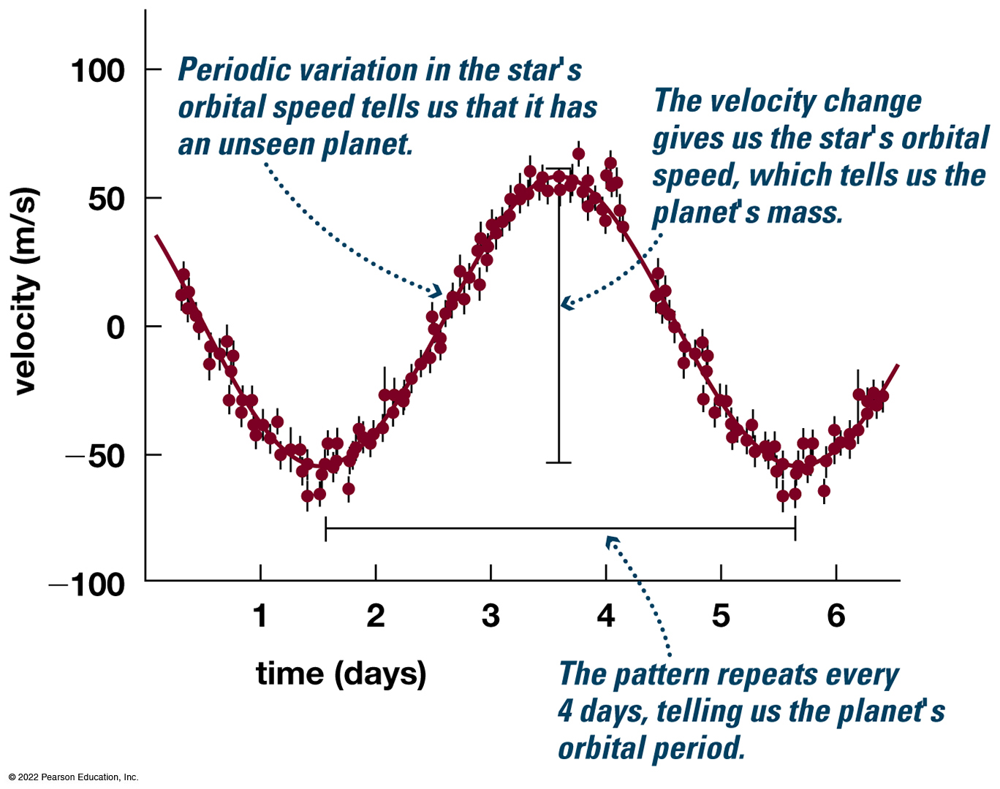 100
50
0
−50
−100
velocity (m/s)
Periodic variation in the star's
orbital speed tells us that it has
an unseen planet.
The velocity change
gives us the star's orbital
speed, which tells us the
planet's mass.
1 2 3 4 5 6
time (days)
The pattern repeats every
4 days, telling us the planet's
orbital period.
© 2022 Pearson Education, Inc.